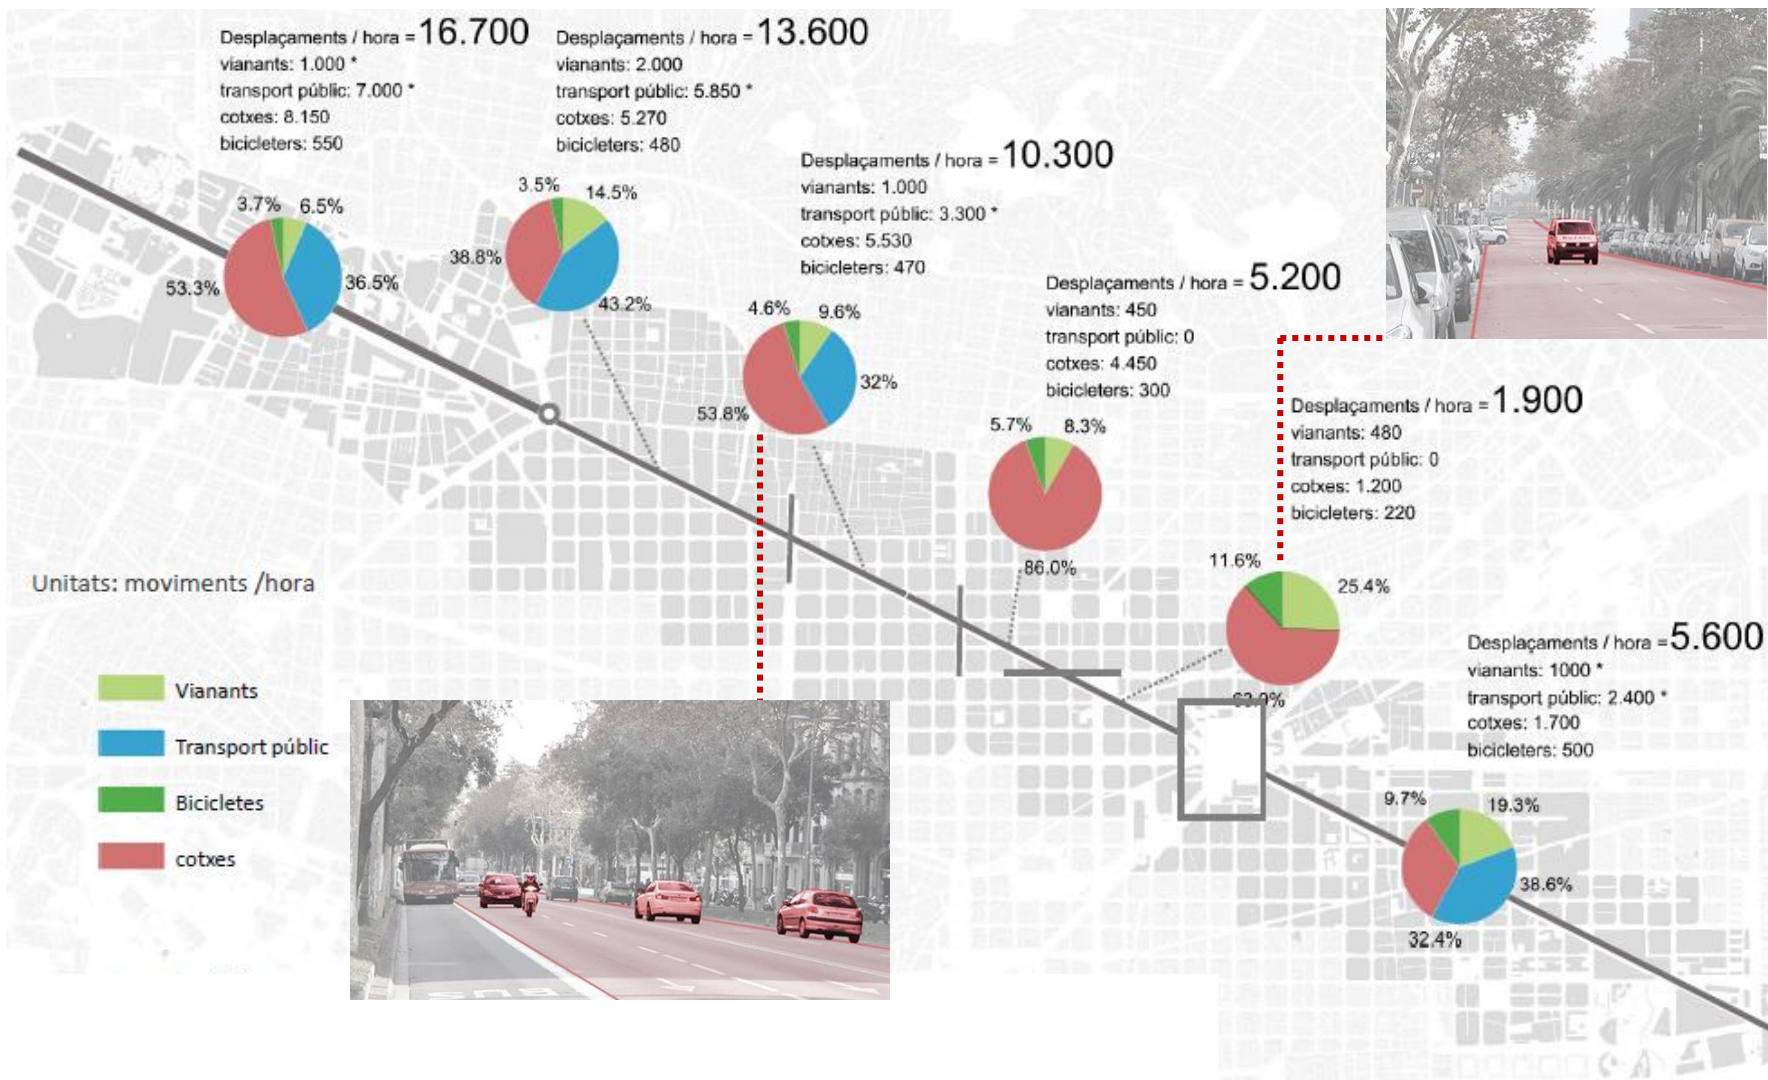 Desplaçaments / hora = 16.700
vianants: 1.000 *
transport públic: 7.000 *
cotxes: 8.150
bicicleters: 550
3.7%
6.5%
53.3%
36.5%
Desplaçaments / hora = 13.600
vianants: 2.000
transport públic: 5.850 *
cotxes: 5.270
bicicleters: 480
3.5%
14.5%
38.8%
43.2%
Desplaçaments / hora = 10.300
vianants: 1.000
transport públic: 3.300 *
cotxes: 5.530
bicicleters: 470
4.6%
9.6%
53.8%
32%
Desplaçaments / hora = 5.200
vianants: 450
transport públic: 0
cotxes: 4.450
bicicleters: 300
5.7%
8.3%
86.0%
Desplaçaments / hora = 1.900
vianants: 480
transport públic: 0
cotxes: 1.200
bicicleters: 220
11.6%
25.4%
Desplaçaments / hora = 5.600
vianants: 1000 *
transport públic: 2.400 *
cotxes: 1.700
bicicleters: 500
9.7%
19.3%
38.6%
32.4%
Unitats: moviments /hora
Vianants
Transport públic
Bicicletes
cotxes
BUS